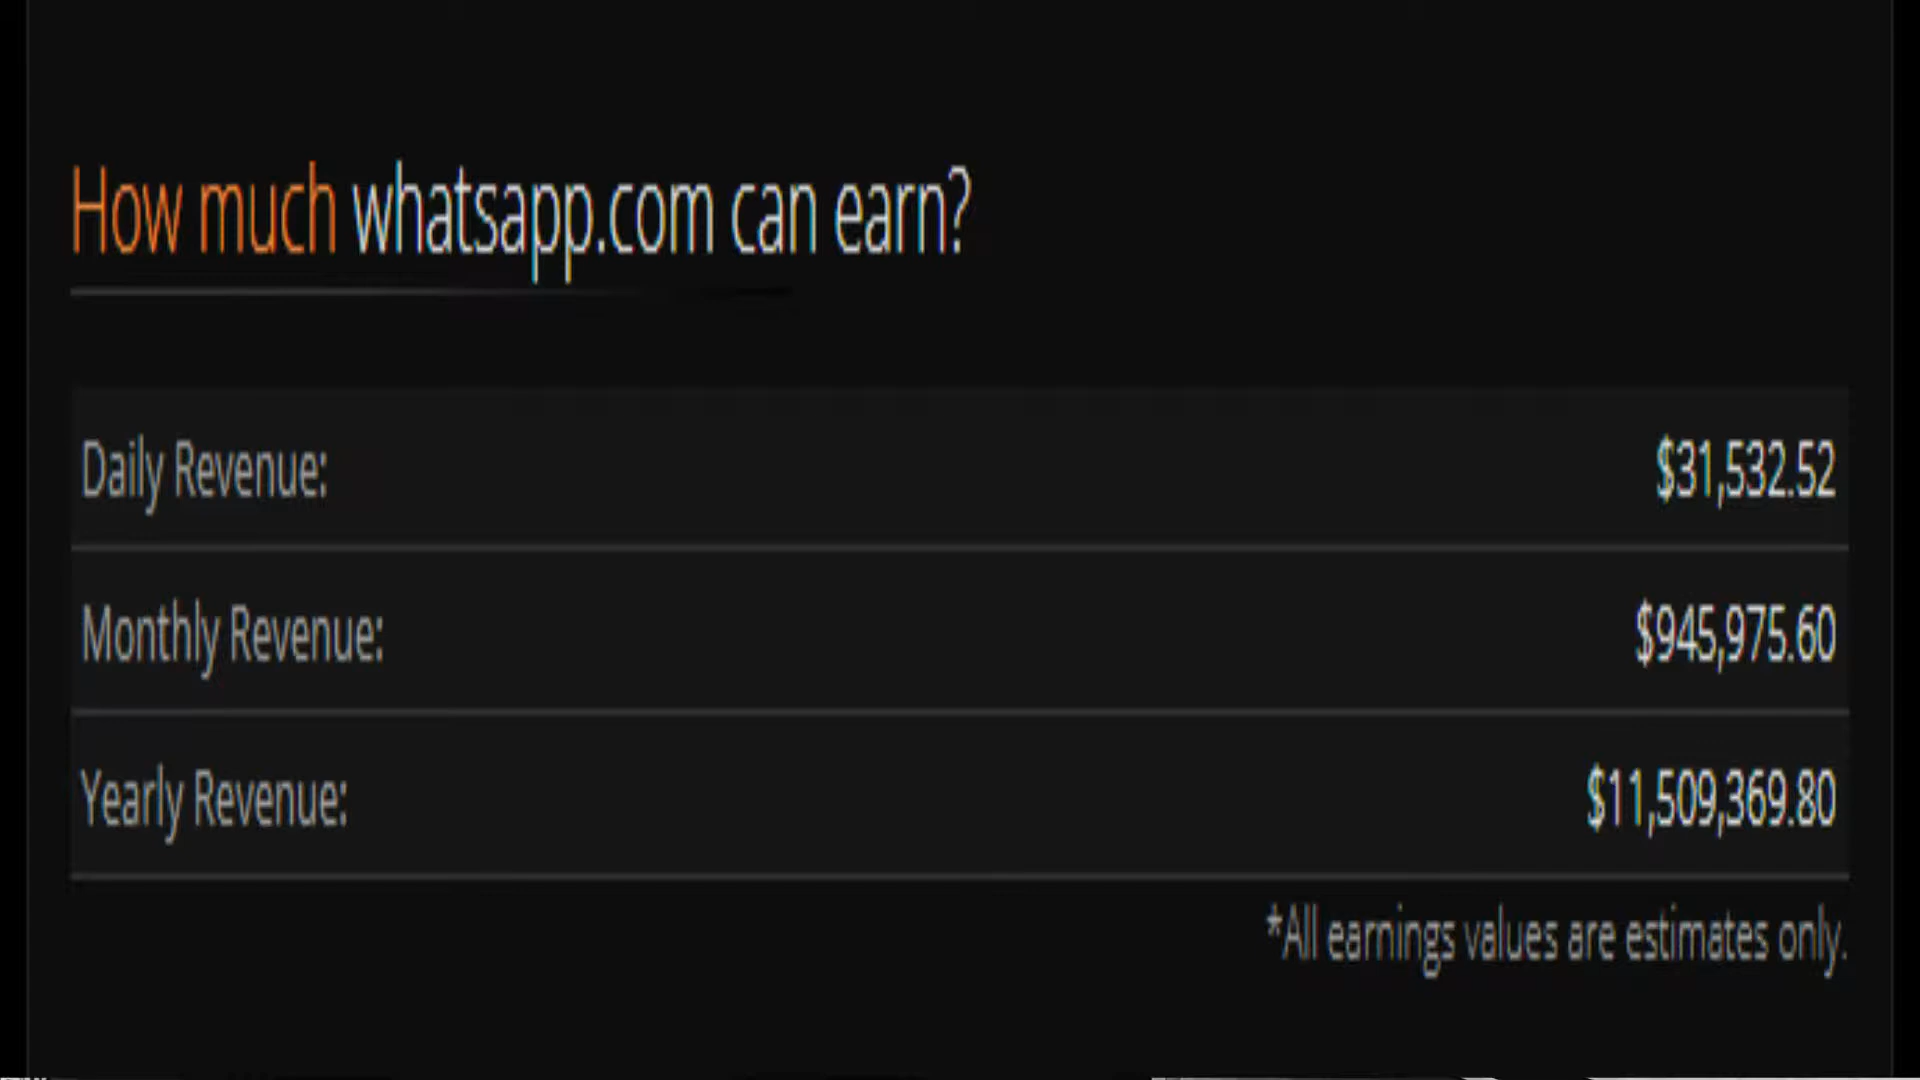 How much whatsapp.com can earn?
Daily Revenue: $31,532.52
Monthly Revenue: $945,975.60
Yearly Revenue: $11,509,369.80
*All earnings values are estimates only.